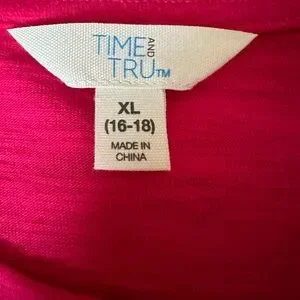 TIME AND
TRU™
XL
(16-18)
MADE IN
CHINA